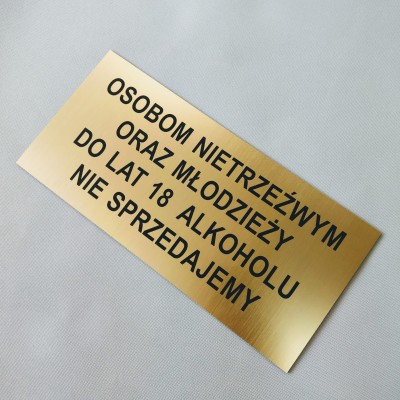 OSOBOM NIETRZEŹWYM
ORAZ MŁODZIEŻY
DO LAT 18 ALKOHOLU
NIE SPRZEDAJEMY